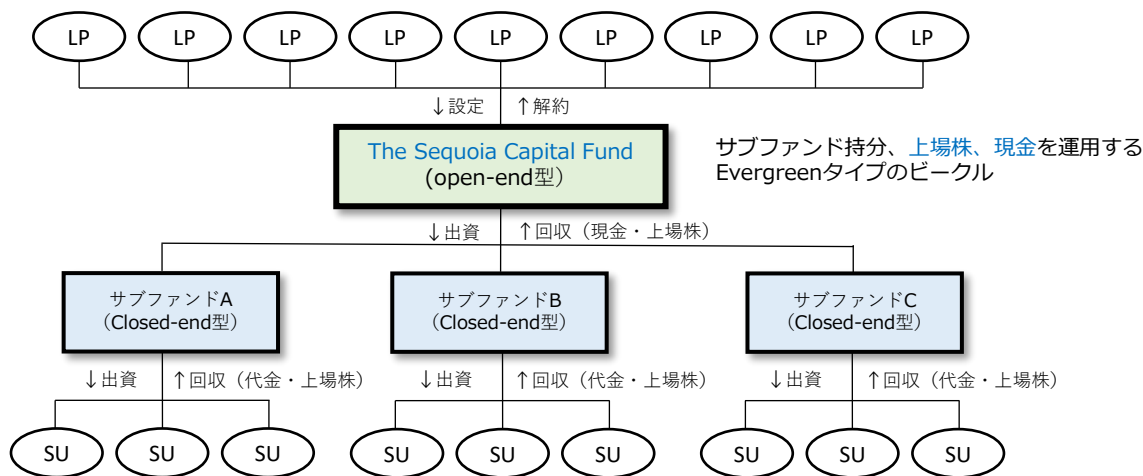 LP LP LP LP LP LP LP LP LP
↓設定 ↑解約
The Sequoia Capital Fund
(open-end型）
サブファンド持分、上場株、現金を運用する
Evergreenタイプのビークル
↓出資 ↑回収（現金・上場株）
サブファンドA
（Closed-end型）
サブファンドB
（Closed-end型）
サブファンドC
（Closed-end型）
↓出資 ↑回収（代金・上場株） ↓出資 ↑回収（代金・上場株） ↓出資 ↑回収（代金・上場株）
SU SU SU SU SU SU SU SU SU